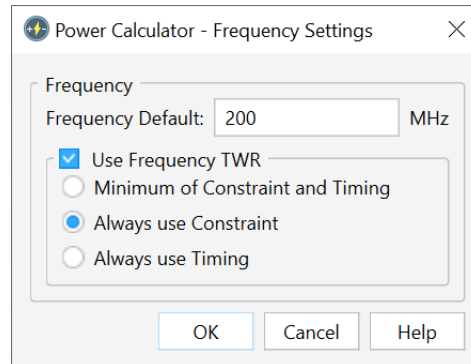 Power Calculator - Frequency Settings
Frequency
Frequency Default: 200 MHz
Use Frequency TWR
Minimum of Constraint and Timing
Always use Constraint
Always use Timing
OK Cancel Help